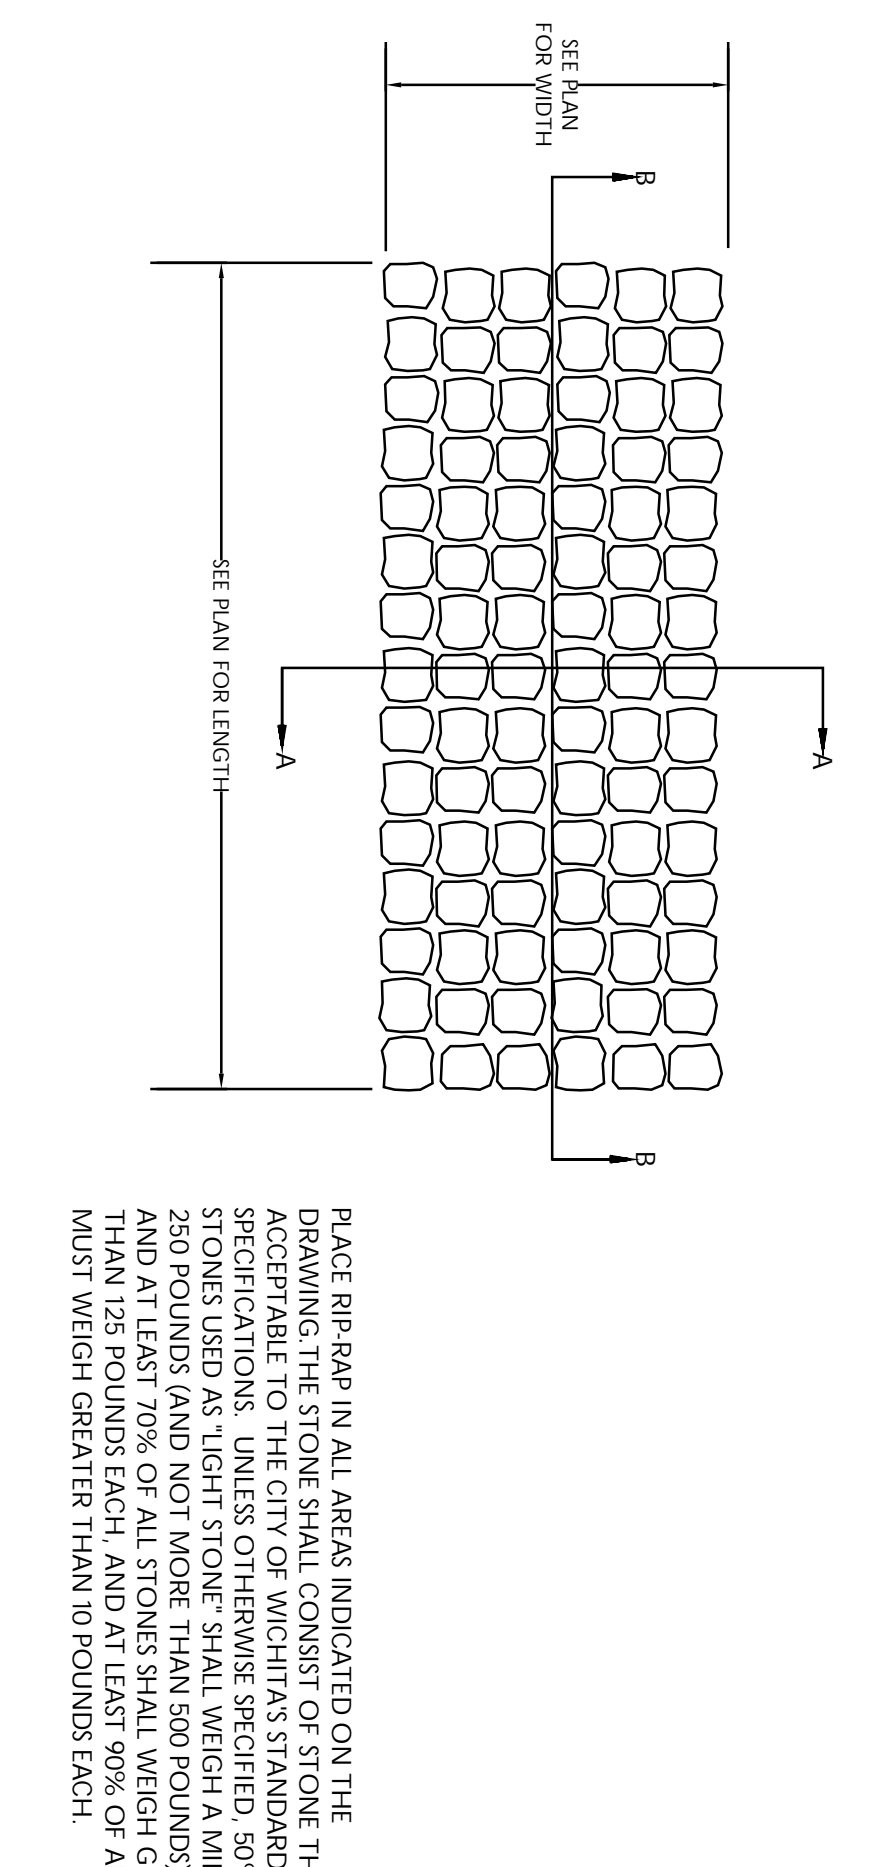 SEE PLAN
FOR WIDTH
B
B
SEE PLAN FOR LENGTH
A
A
PLACE RIP-RAP IN ALL AREAS INDICATED ON THE
DRAWING.THE STONE SHALL CONSIST OF STONE
ACCEPTABLE TO THE CITY OF WICHITA'S STANDARD
SPECIFICATIONS. UNLESS OTHERWISE SPECIFIED,
STONES USED AS "LIGHT STONE" SHALL WEIGH A
250 POUNDS (AND NOT MORE THAN 500 POUNDS)
AND AT LEAST 70% OF ALL STONES SHALL WEIGH
THAN 125 POUNDS EACH, AND AT LEAST 90% OF
MUST WEIGH GREATER THAN 10 POUNDS EACH.